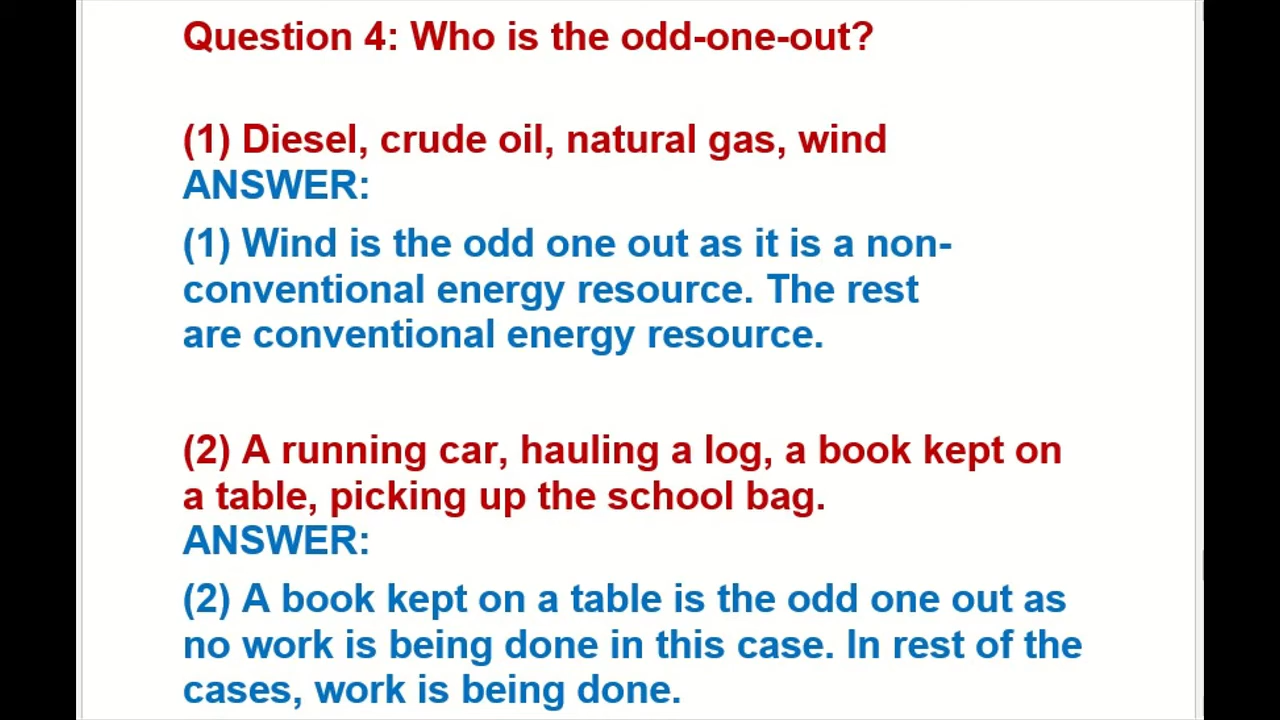 Question 4: Who is the odd-one-out?
(1) Diesel, crude oil, natural gas, wind
ANSWER:
(1) Wind is the odd one out as it is a non-
conventional energy resource. The rest
are conventional energy resource.
(2) A running car, hauling a log, a book kept on
a table, picking up the school bag.
ANSWER:
(2) A book kept on a table is the odd one out as
no work is being done in this case. In rest of the
cases, work is being done.